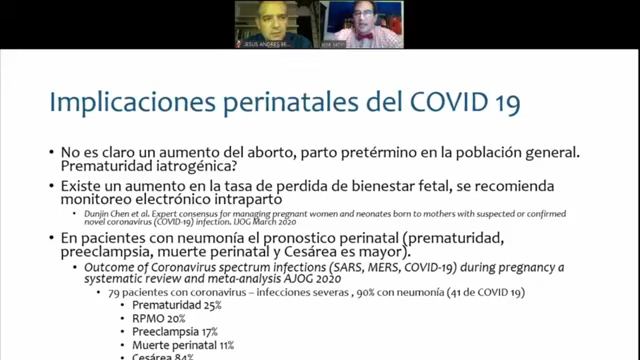 JESUS ANDRES BE...
Implicaciones perinatales del COVID 19
• No es claro un aumento del aborto, parto pretérmino en la población general.
Prematuridad iatrogénica?
• Existe un aumento en la tasa de perdida de bienestar fetal, se recomienda
monitoreo electrónico intraparto
• Dunjin Chen et al. Expert consensus for managing pregnant women and neonates born to mothers with suspected or confirmed
novel coronavirus (COVID-19) infection. IJOG March 2020
• En pacientes con neumonía el pronostico perinatal (prematuridad,
preeclampsia, muerte perinatal y Cesárea es mayor).
• Outcome of Coronavirus spectrum infections (SARS, MERS, COVID-19) during pregnancy a
systematic review and meta-analysis AJOG 2020
• 79 pacientes con coronavirus – infecciones severas , 90% con neumonía (41 de COVID 19)
• Prematuridad 25%
• RPMO 20%
• Preeclampsia 17%
• Muerte perinatal 11%
• Cesárea 84%